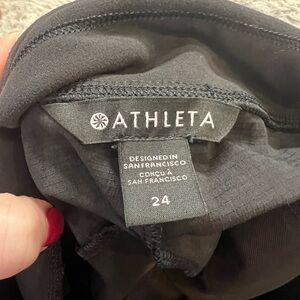 ATHLETA
DESIGNED IN
SAN FRANCISCO
CONÇU À
SAN FRANCISCO
24